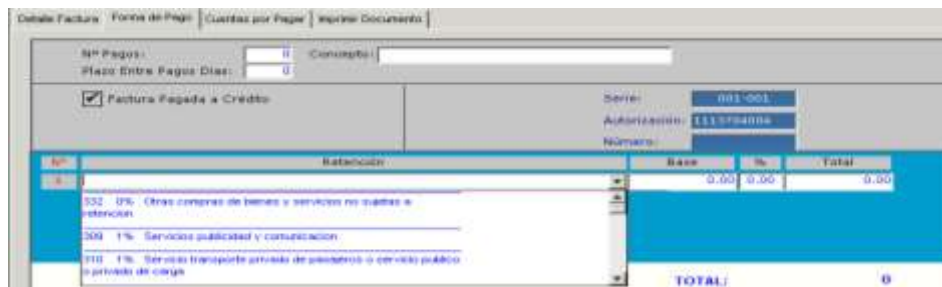 Detalle Factura Forma de Pago Cuentas por Pagar Imprimir Documento
Nº Pagos: 0 Concepto:
Plazo Entre Pagos Dias: 0
Factura Pagada a Crédito
Serie: 001-001
Autorización:
Número:
Nº Retención Base % Total
0.00 0.00 0.00
332 0% Otras compras de bienes y servicios no sujetas a
retencion
309 1% Servicios publicidad y comunicacion
310 1% Servicio transporte privado de pasajeros o servicio publico
o privado de carga
TOTAL: 0